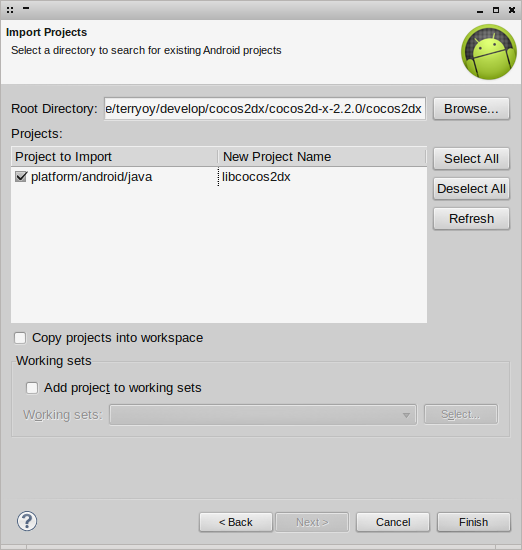 Import Projects
Select a directory to search for existing Android projects
Root Directory: e/terryoy/develop/cocos2dx/cocos2d-x-2.2.0/cocos2dx Browse...
Projects:
Project to Import New Project Name
platform/android/java libcocos2dx
Select All
Deselect All
Refresh
Copy projects into workspace
Working sets
Add project to working sets
Working sets: Select...
? < Back Next > Cancel Finish